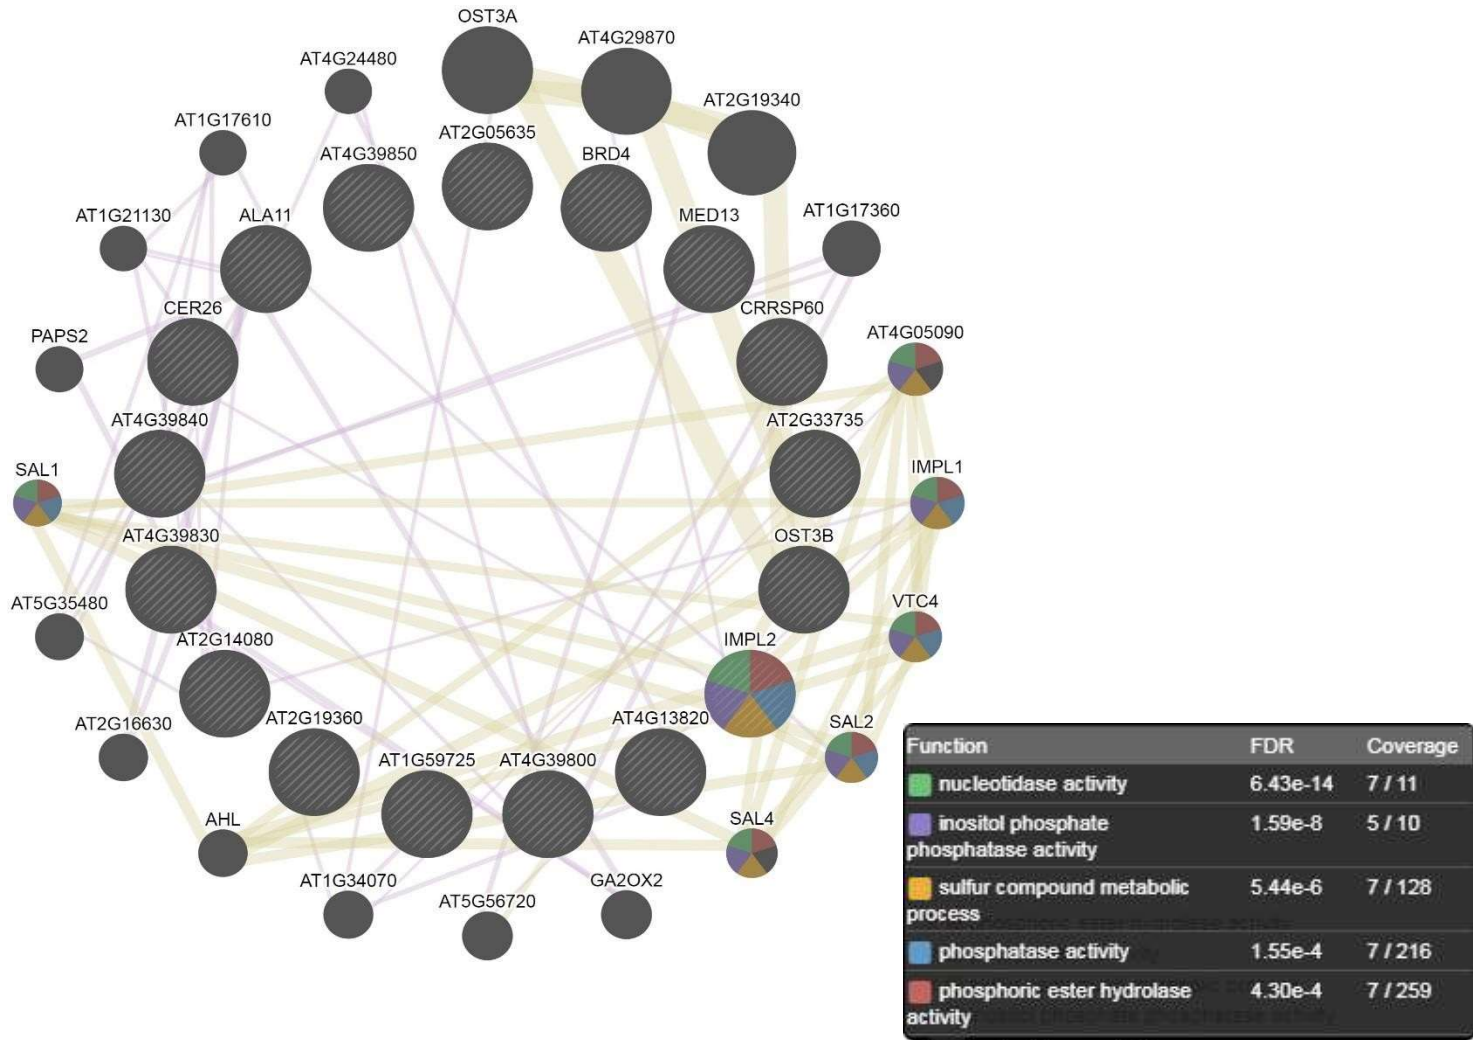 OST3A
AT4G29870
AT4G24480
AT2G19340
AT1G17610
AT2G05635
AT4G39850
BRD4
AT1G21130
ALA11
MED13
AT1G17360
CER26
CRRSP60
PAPS2
AT4G05090
AT4G39840
AT2G33735
SAL1
IMPL1
AT4G39830
OST3B
AT5G35480
VTC4
AT2G14080
IMPL2
AT2G16630
AT2G19360
AT4G13820
SAL2
AT1G59725
AT4G39800
AHL
SAL4
AT1G34070
AT5G56720
GA2OX2
Function FDR Coverage
nucleotidase activity 6.43e-14 7 / 11
inositol phosphate 1.59e-8 5 / 10
phosphatase activity
sulfur compound metabolic 5.44e-6 7 / 128
process
phosphatase activity 1.55e-4 7 / 216
phosphoric ester hydrolase 4.30e-4 7 / 259
activity